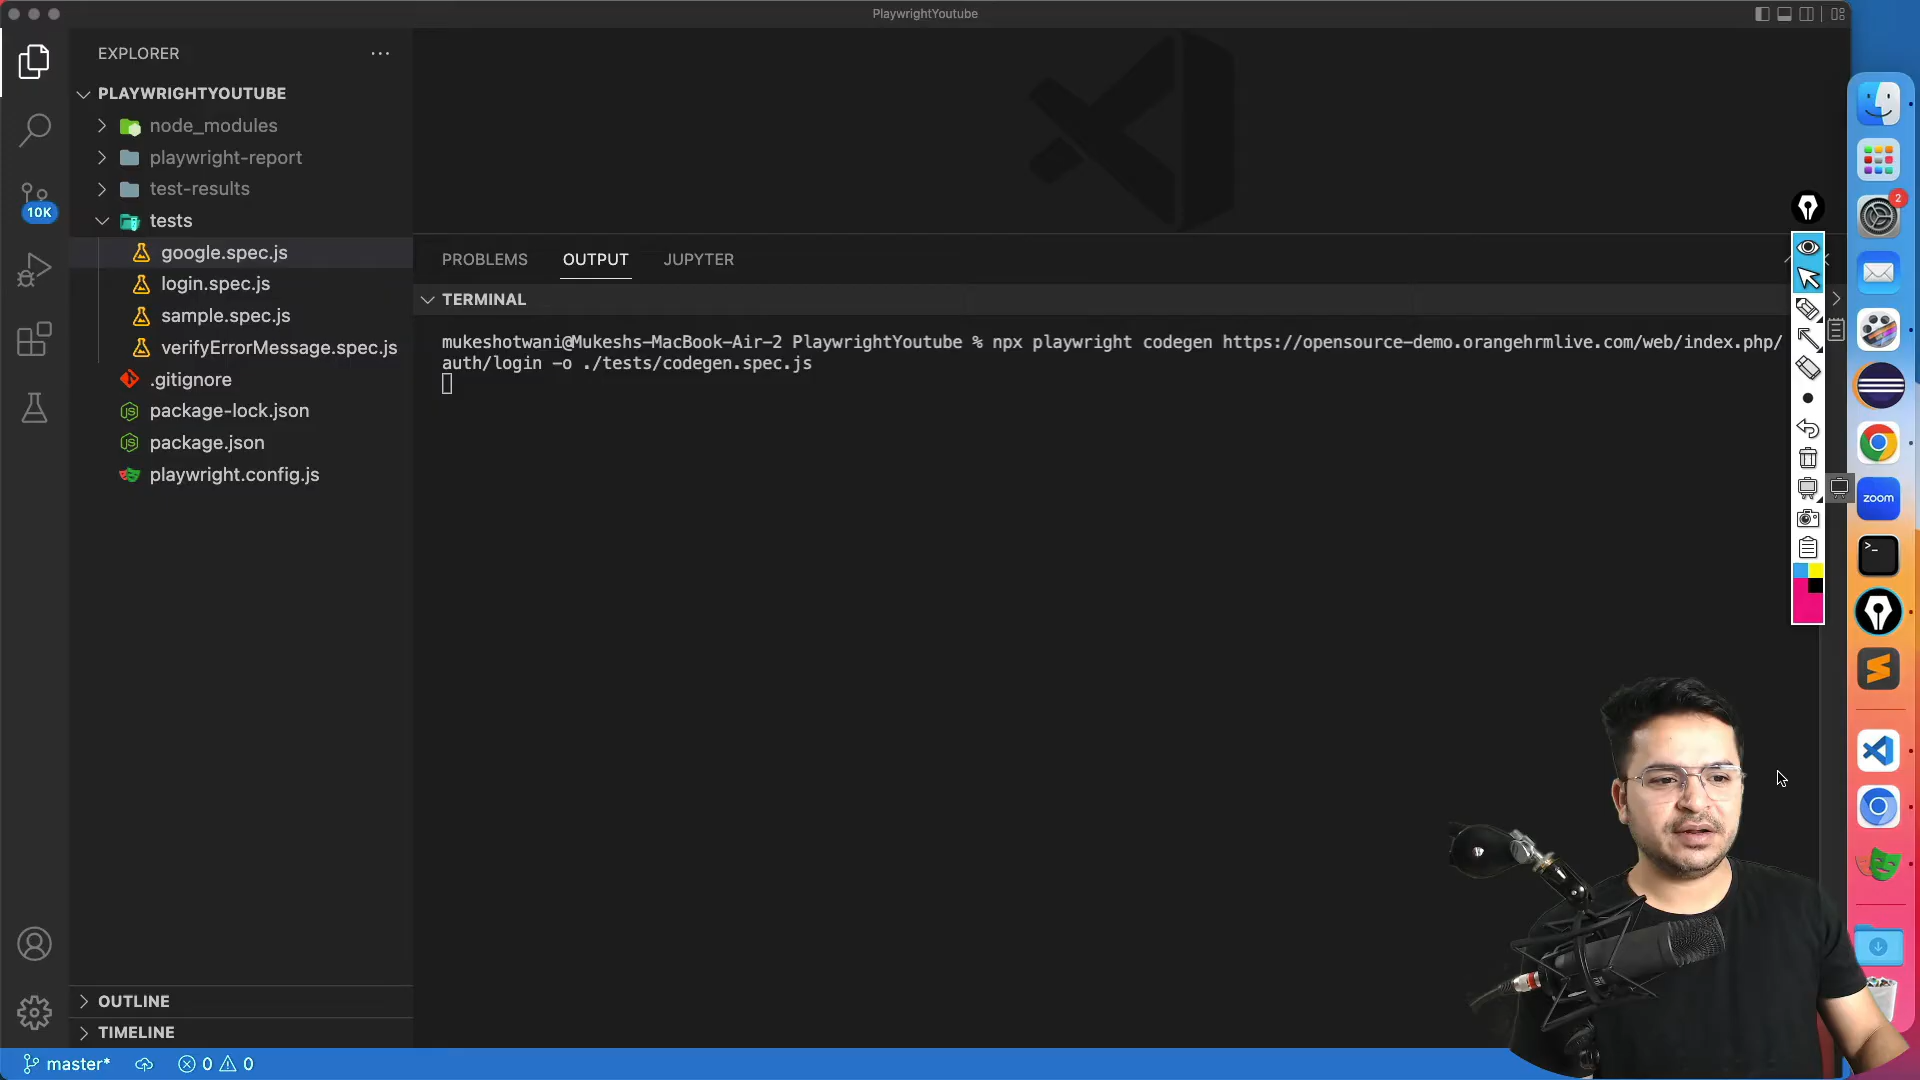 PlaywrightYoutube
EXPLORER
PLAYWRIGHTYOUTUBE
node_modules
playwright-report
test-results
tests
google.spec.js
login.spec.js
sample.spec.js
verifyErrorMessage.spec.js
.gitignore
package-lock.json
package.json
playwright.config.js
10K
OUTLINE
TIMELINE
master*
0
0
PROBLEMS
OUTPUT
JUPYTER
TERMINAL
mukeshotwani@Mukeshs-MacBook-Air-2 PlaywrightYoutube % npx playwright codegen https://opensource-demo.orangehrmlive.com/web/index.php/
auth/login -o ./tests/codegen.spec.js
2
zoom
>_